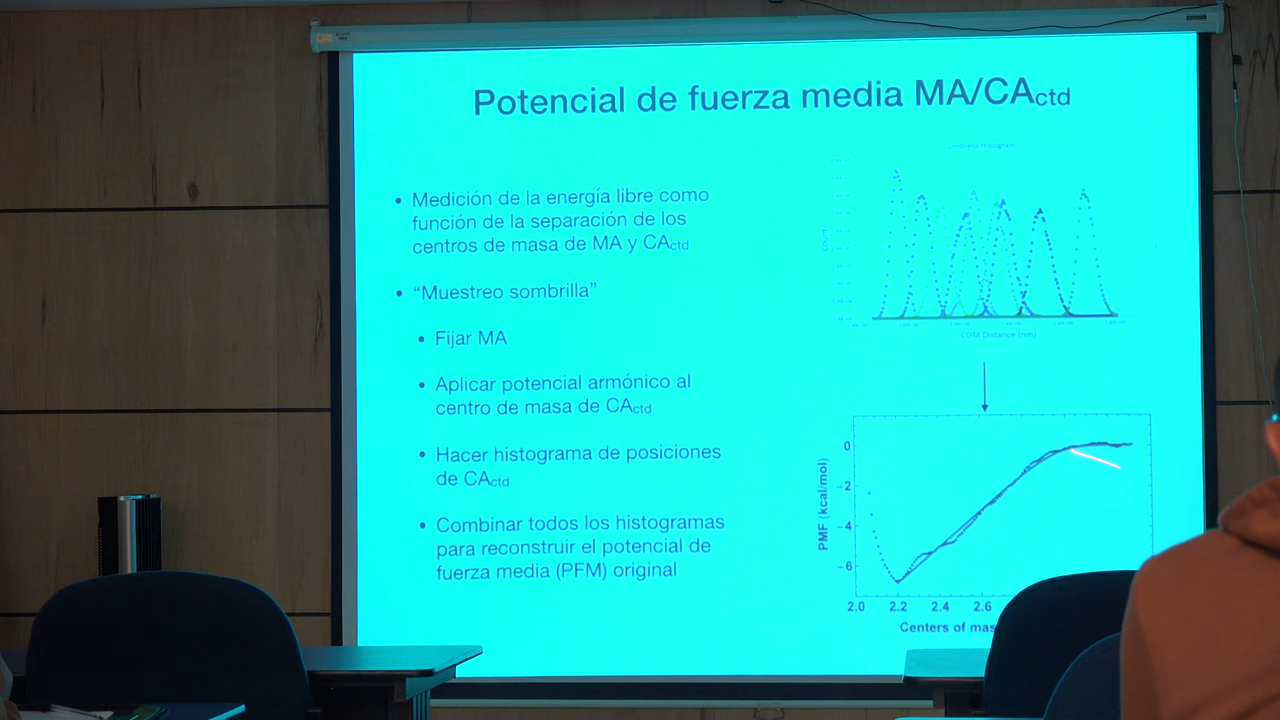 Potencial de fuerza media MA/CActd
• Medición de la energía libre como
función de la separación de los
centros de masa de MA y CActd
• “Muestreo sombrilla”
• Fijar MA
• Aplicar potencial armónico al
centro de masa de CActd
• Hacer histograma de posiciones
de CActd
• Combinar todos los histogramas
para reconstruir el potencial de
fuerza media (PFM) original
Umbrella Histogram
Count
COM Distance (nm)
PMF (kcal/mol)
0
−2
−4
−6
2.0 2.2 2.4 2.6
Centers of mas